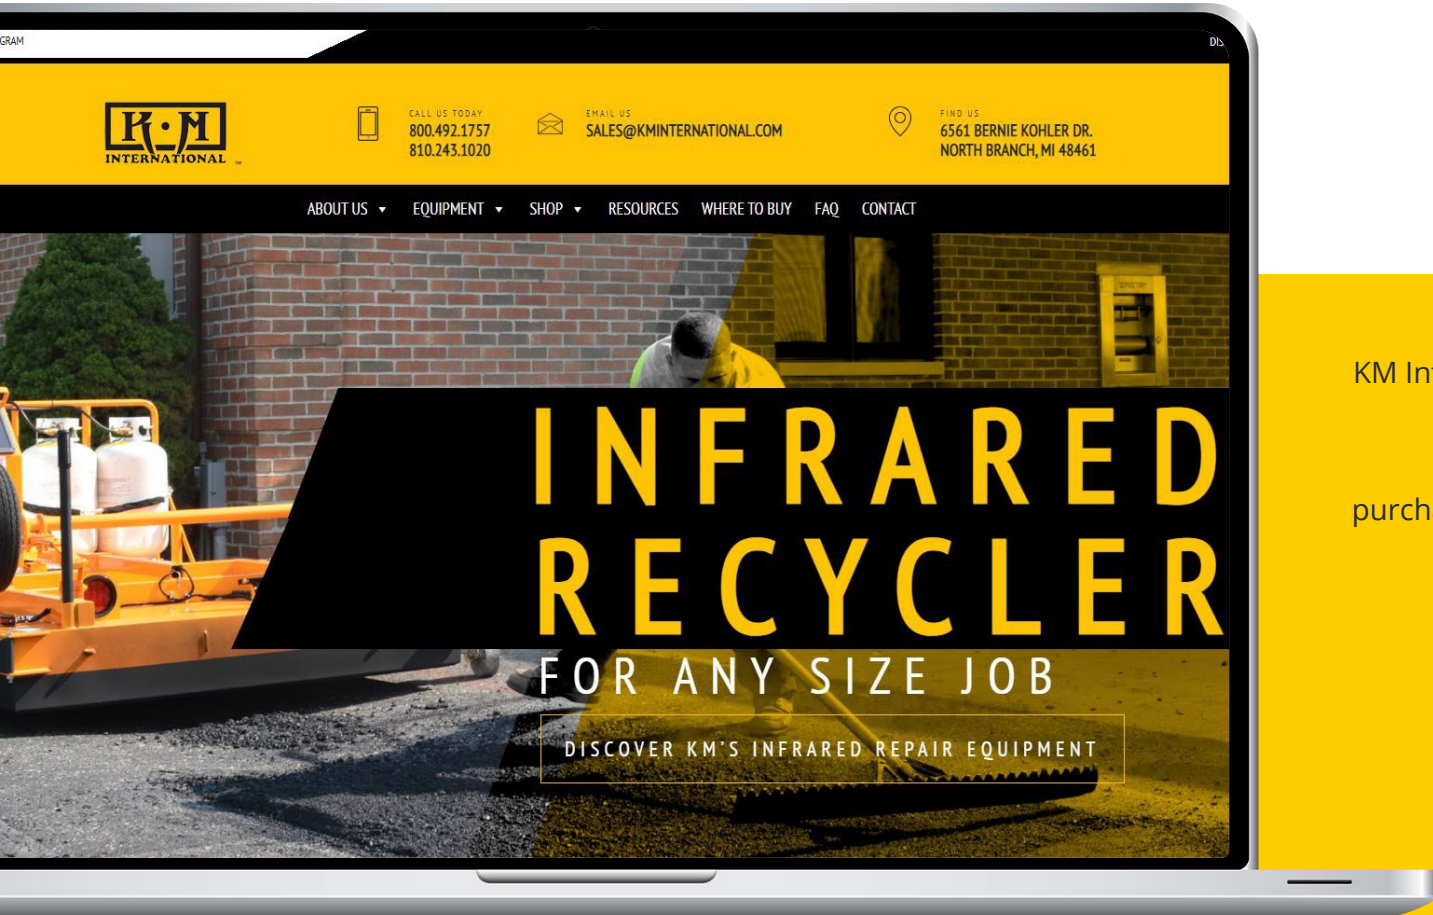 GRAM
K·M
INTERNATIONAL
CALL US TODAY
800.492.1757
810.243.1020
EMAIL US
SALES@KMINTERNATIONAL.COM
FIND US
6561 BERNIE KOHLER DR.
NORTH BRANCH, MI 48461
ABOUT US EQUIPMENT SHOP RESOURCES WHERE TO BUY FAQ CONTACT
INFRARED
RECYCLER
FOR ANY SIZE JOB
DISCOVER KM'S INFRARED REPAIR EQUIPMENT
KM In
purch